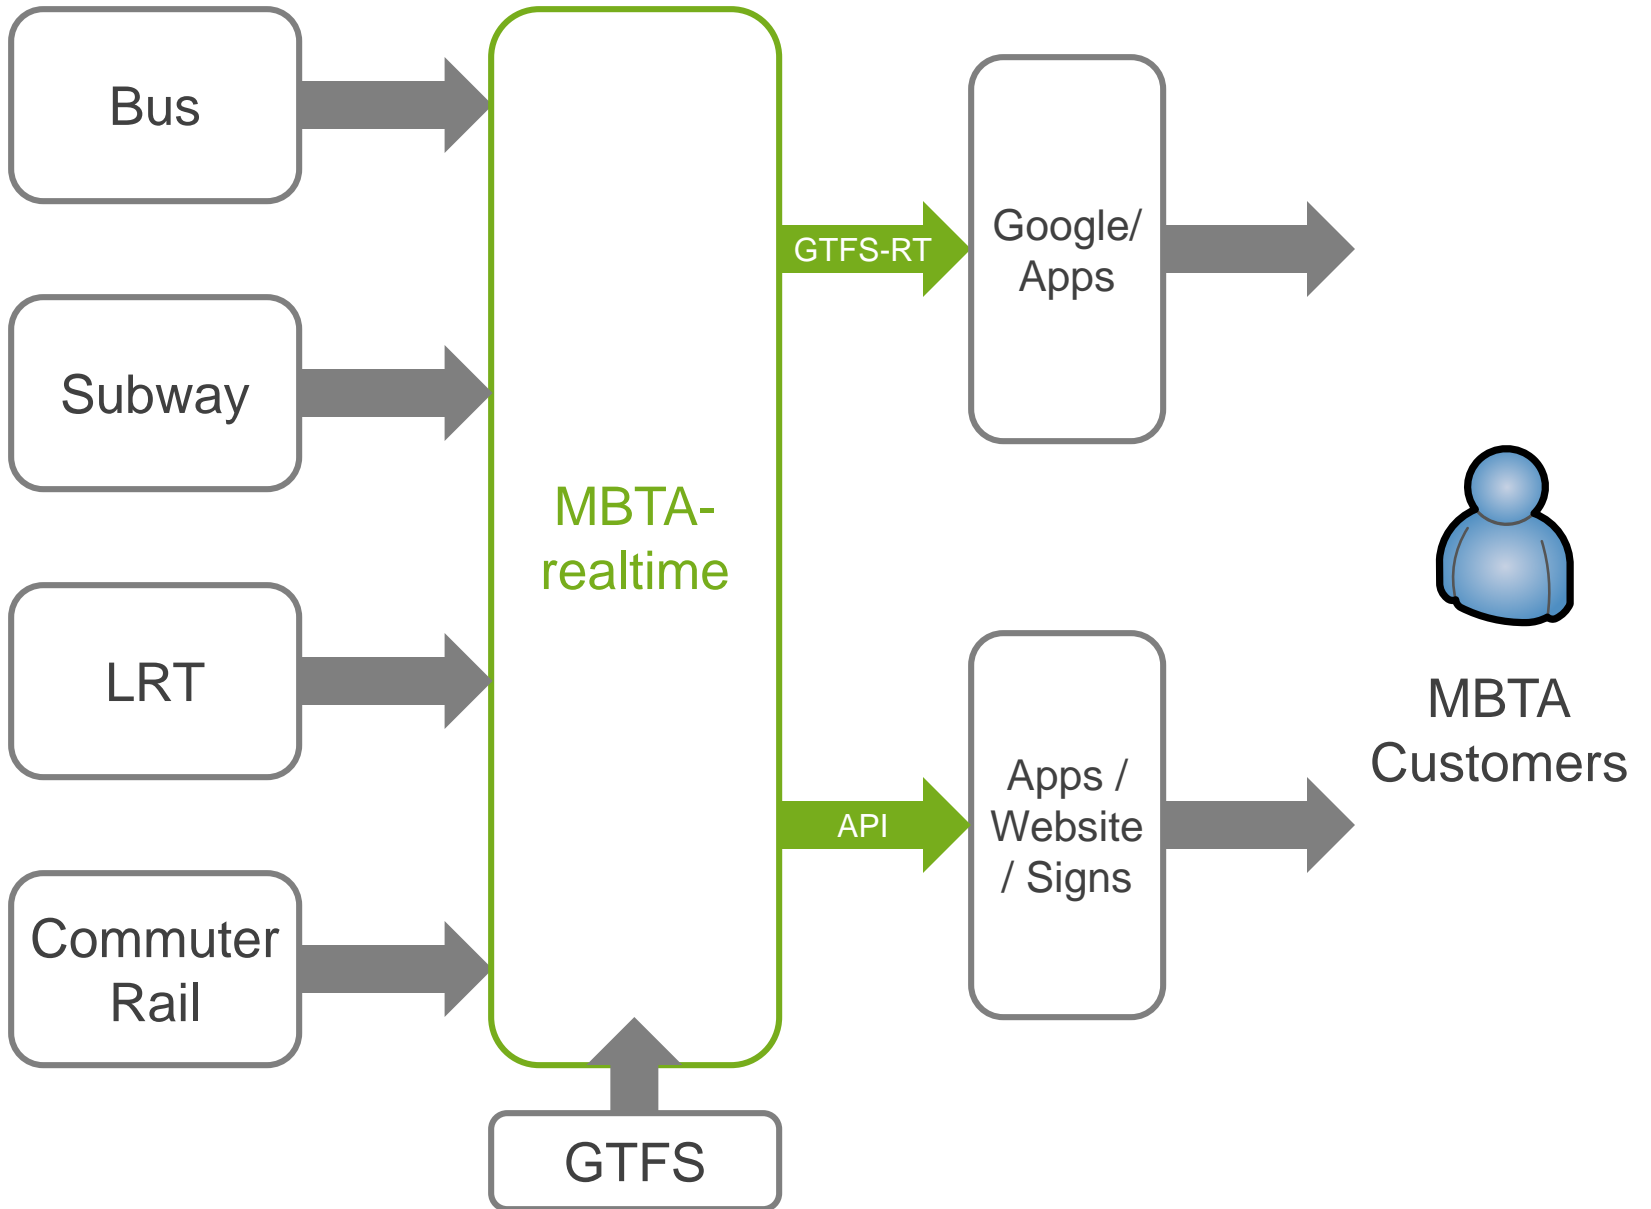 Bus
Subway
LRT
Commuter
Rail
MBTA-
realtime
GTFS
GTFS-RT
API
Google/
Apps
Apps /
Website
/ Signs
MBTA
Customers